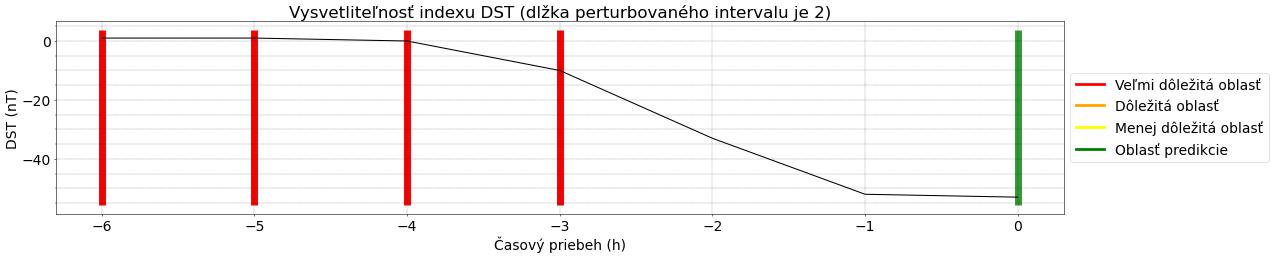 Vysvetliteľnosť indexu DST (dlžka perturbovaného intervalu je 2)
DST (nT)
0
−20
−40
−6 −5 −4 −3 −2 −1 0
Časový priebeh (h)
Veľmi dôležitá oblasť
Dôležitá oblasť
Menej dôležitá oblasť
Oblasť predikcie